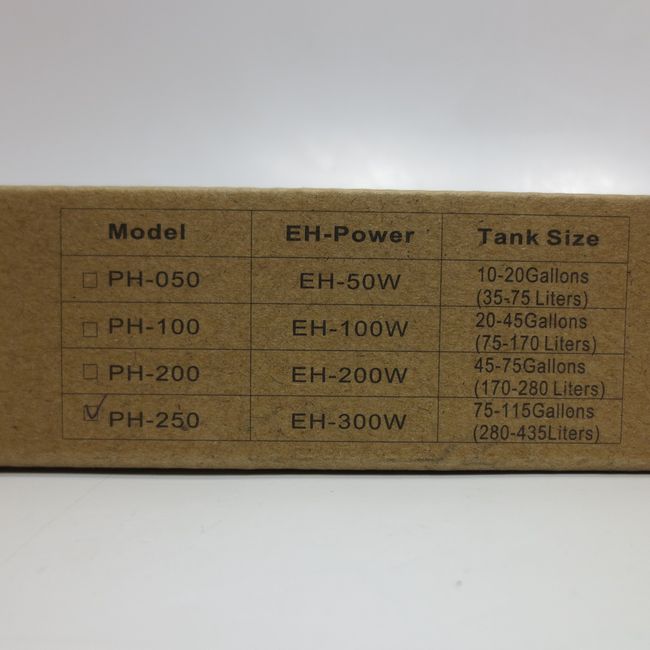 Model EH-Power Tank Size
☐ PH-050 EH-50W 10-20Gallons
(35-75 Liters)
☐ PH-100 EH-100W 20-45Gallons
(75-170 Liters)
☐ PH-200 EH-200W 45-75Gallons
(170-280 Liters)
☑ PH-250 EH-300W 75-115Gallons
(280-435Liters)